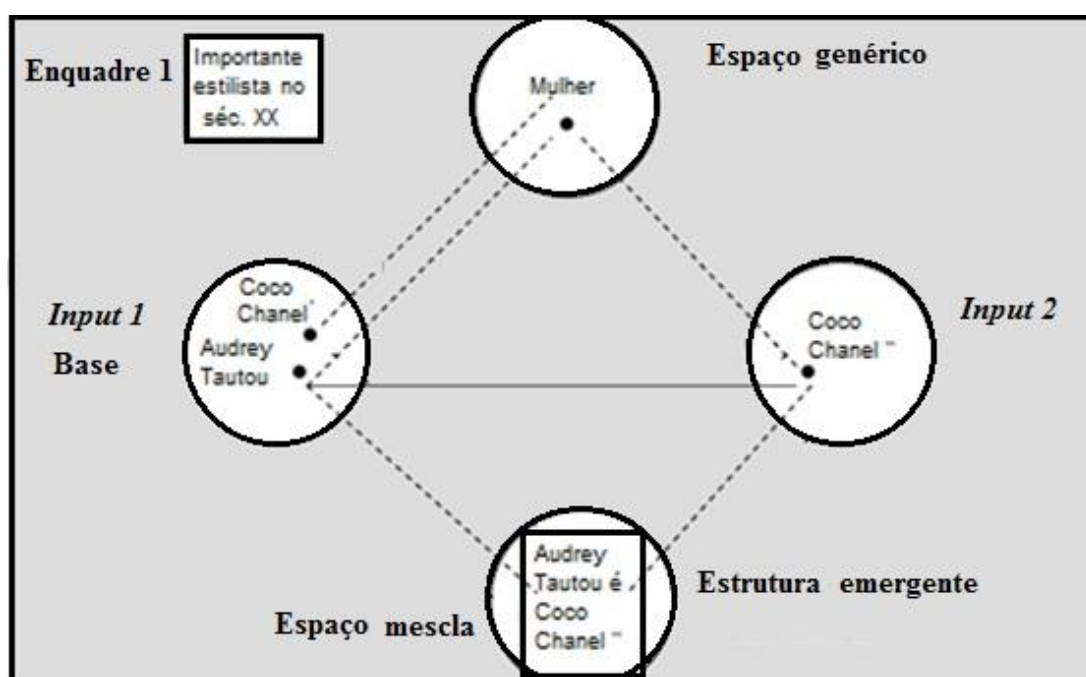 Enquadre 1
Importante
estilista no
séc. XX
Mulher
Espaço genérico
Input 1
Base
Coco
Chanel'
Audrey
Tautou
Coco
Chanel ''
Input 2
Audrey
Tautou é
Coco
Chanel ''
Espaço mescla
Estrutura emergente